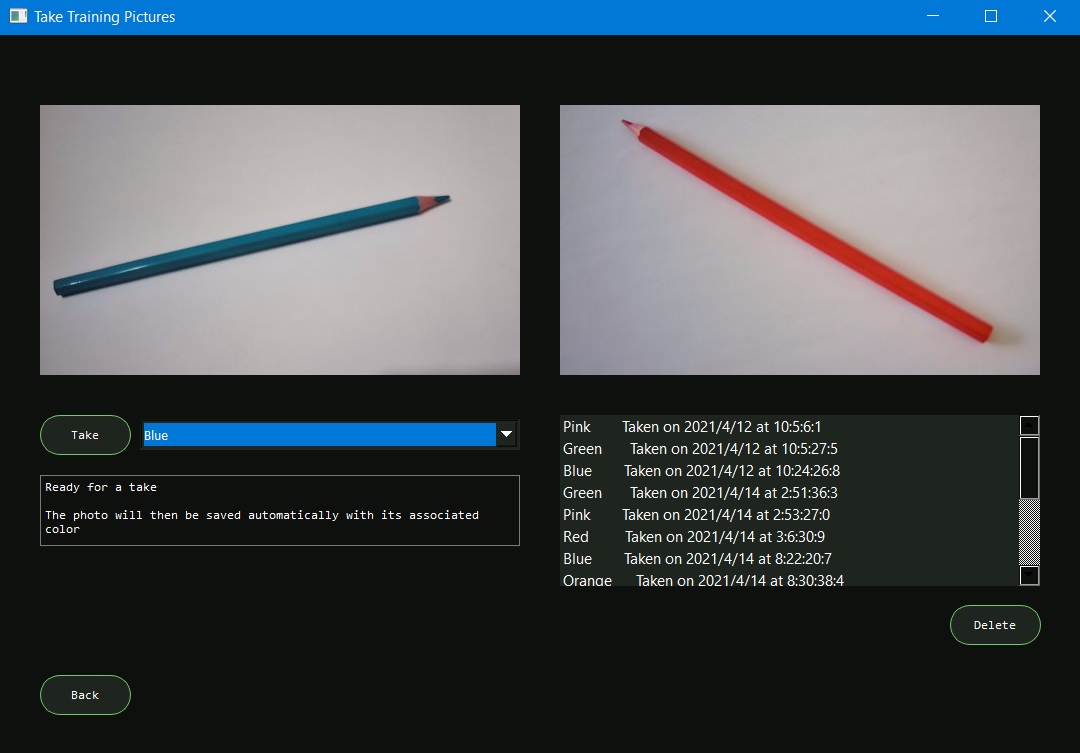 Take Training Pictures
Take
Blue
Ready for a take
The photo will then be saved automatically with its associated
color
Pink Taken on 2021/4/12 at 10:5:6:1
Green Taken on 2021/4/12 at 10:5:27:5
Blue Taken on 2021/4/12 at 10:24:26:8
Green Taken on 2021/4/14 at 2:51:36:3
Pink Taken on 2021/4/14 at 2:53:27:0
Red Taken on 2021/4/14 at 3:6:30:9
Blue Taken on 2021/4/14 at 8:22:20:7
Orange Taken on 2021/4/14 at 8:30:38:4
Delete
Back